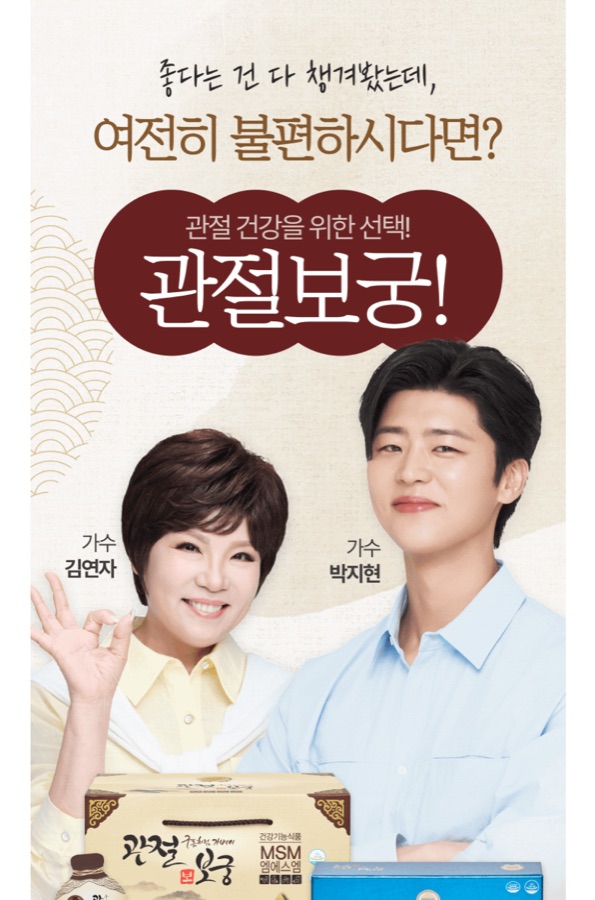 좋다는 건 다 챙겨봤는데,
여전히 불편하시다면?
관절 건강을 위한 선택!
관절보궁!
가수
김연자
가수
박지현
관절
보궁
건강기능식품
MSM
엠에스엠